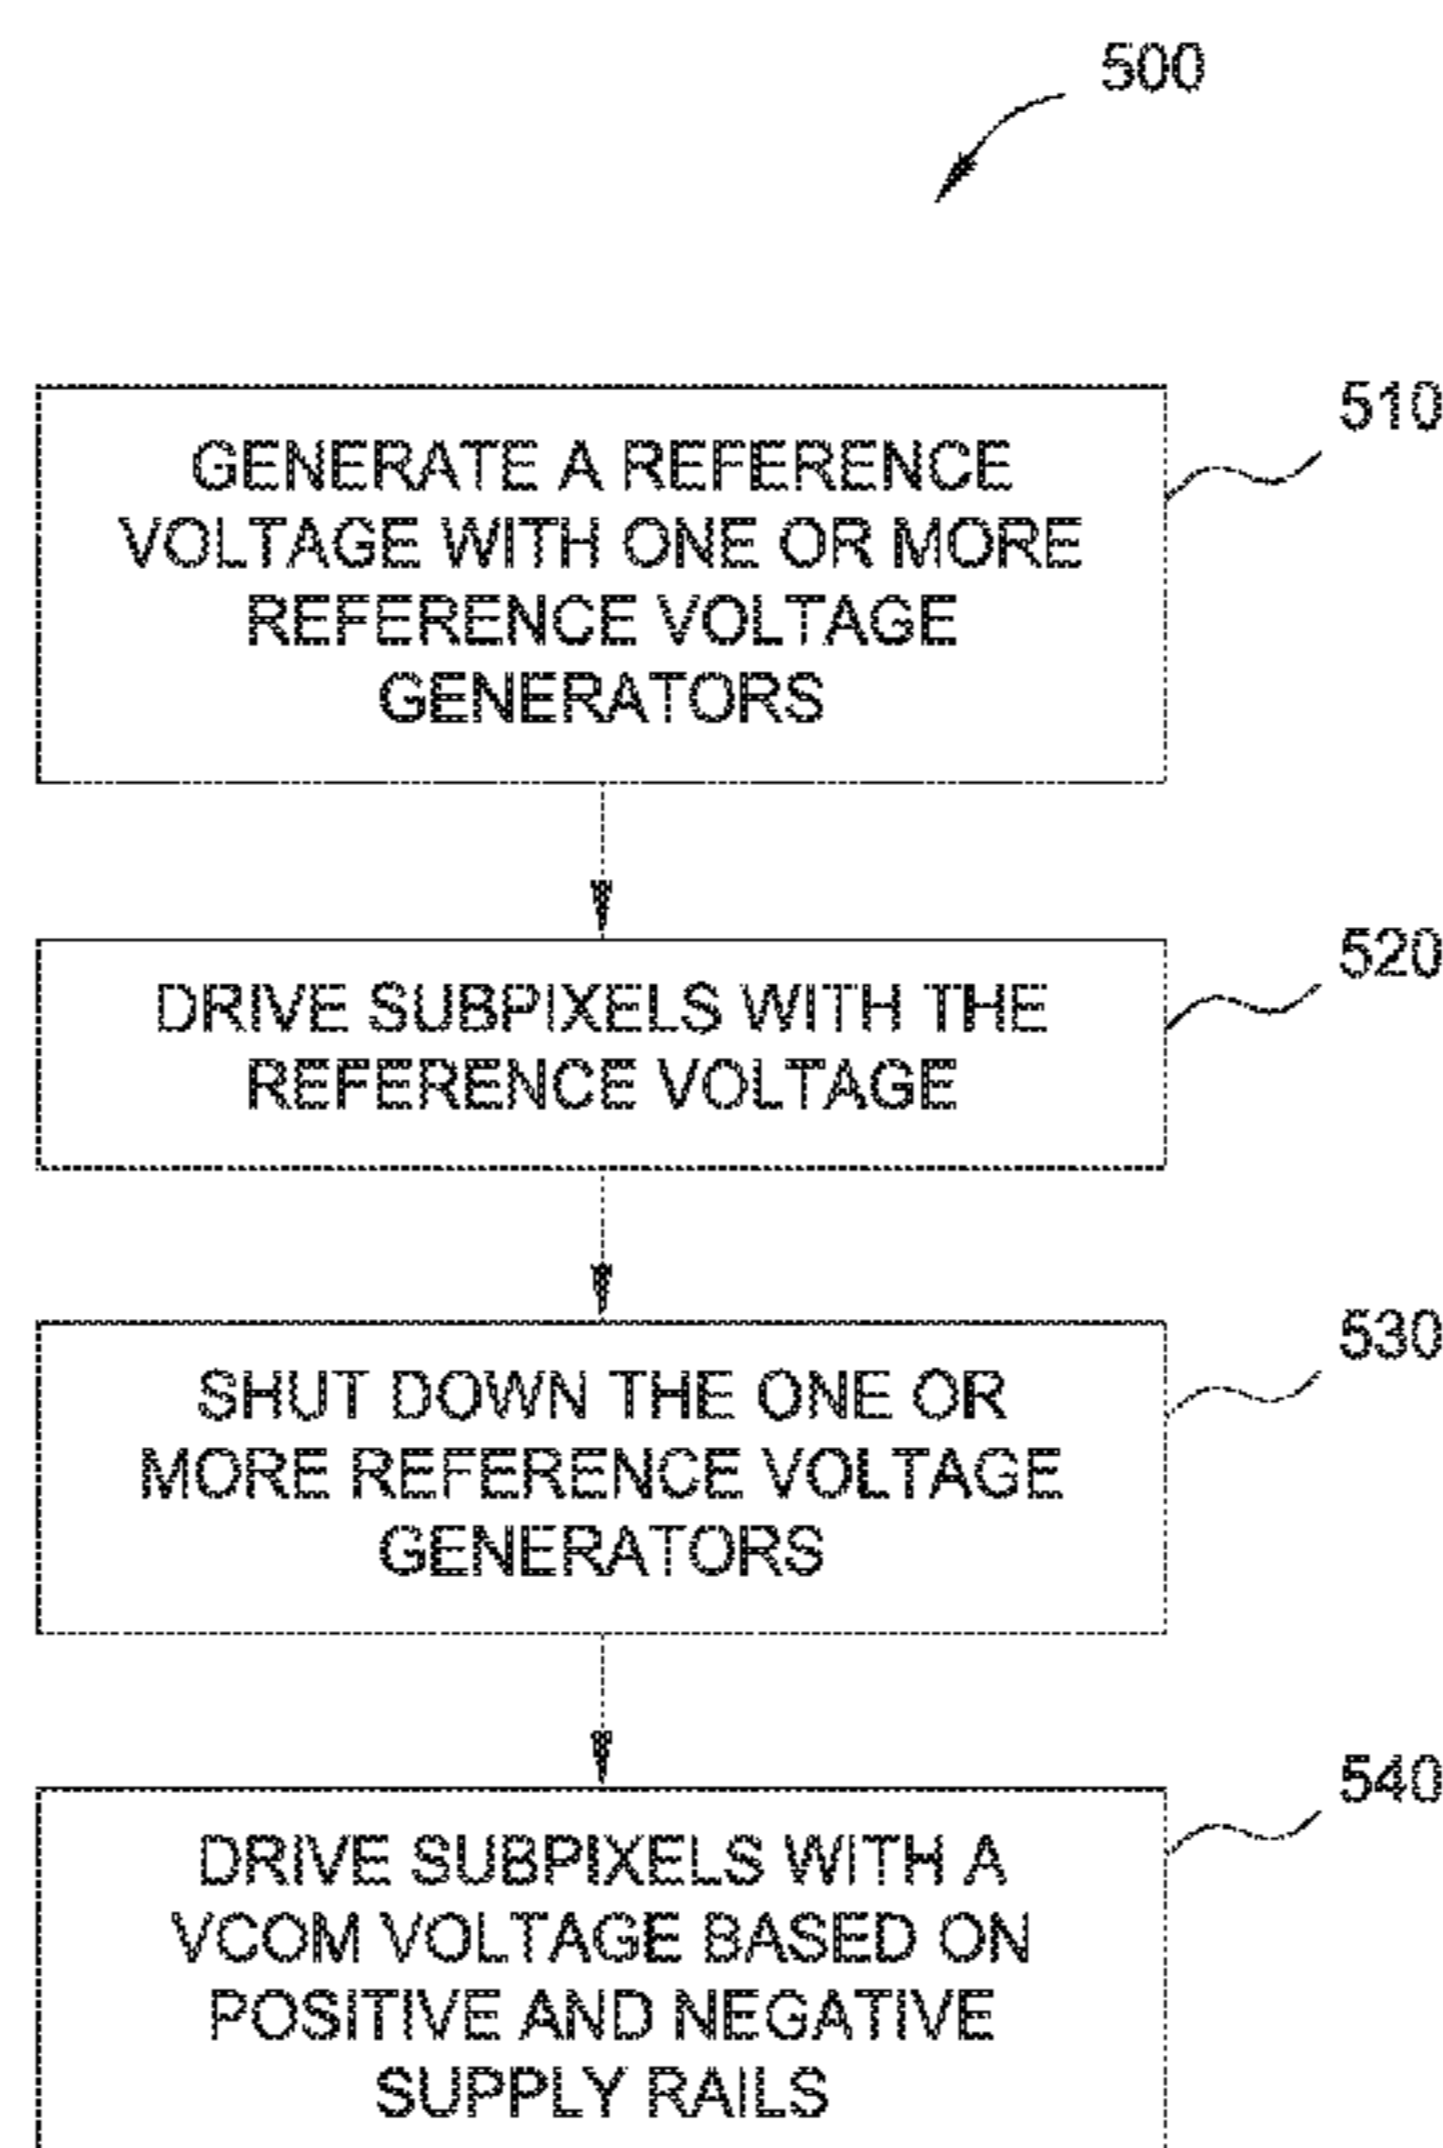 500
510
GENERATE A REFERENCE
VOLTAGE WITH ONE OR MORE
REFERENCE VOLTAGE
GENERATORS
520
DRIVE SUBPIXELS WITH THE
REFERENCE VOLTAGE
530
SHUT DOWN THE ONE OR
MORE REFERENCE VOLTAGE
GENERATORS
540
DRIVE SUBPIXELS WITH A
VCOM VOLTAGE BASED ON
POSITIVE AND NEGATIVE
SUPPLY RAILS